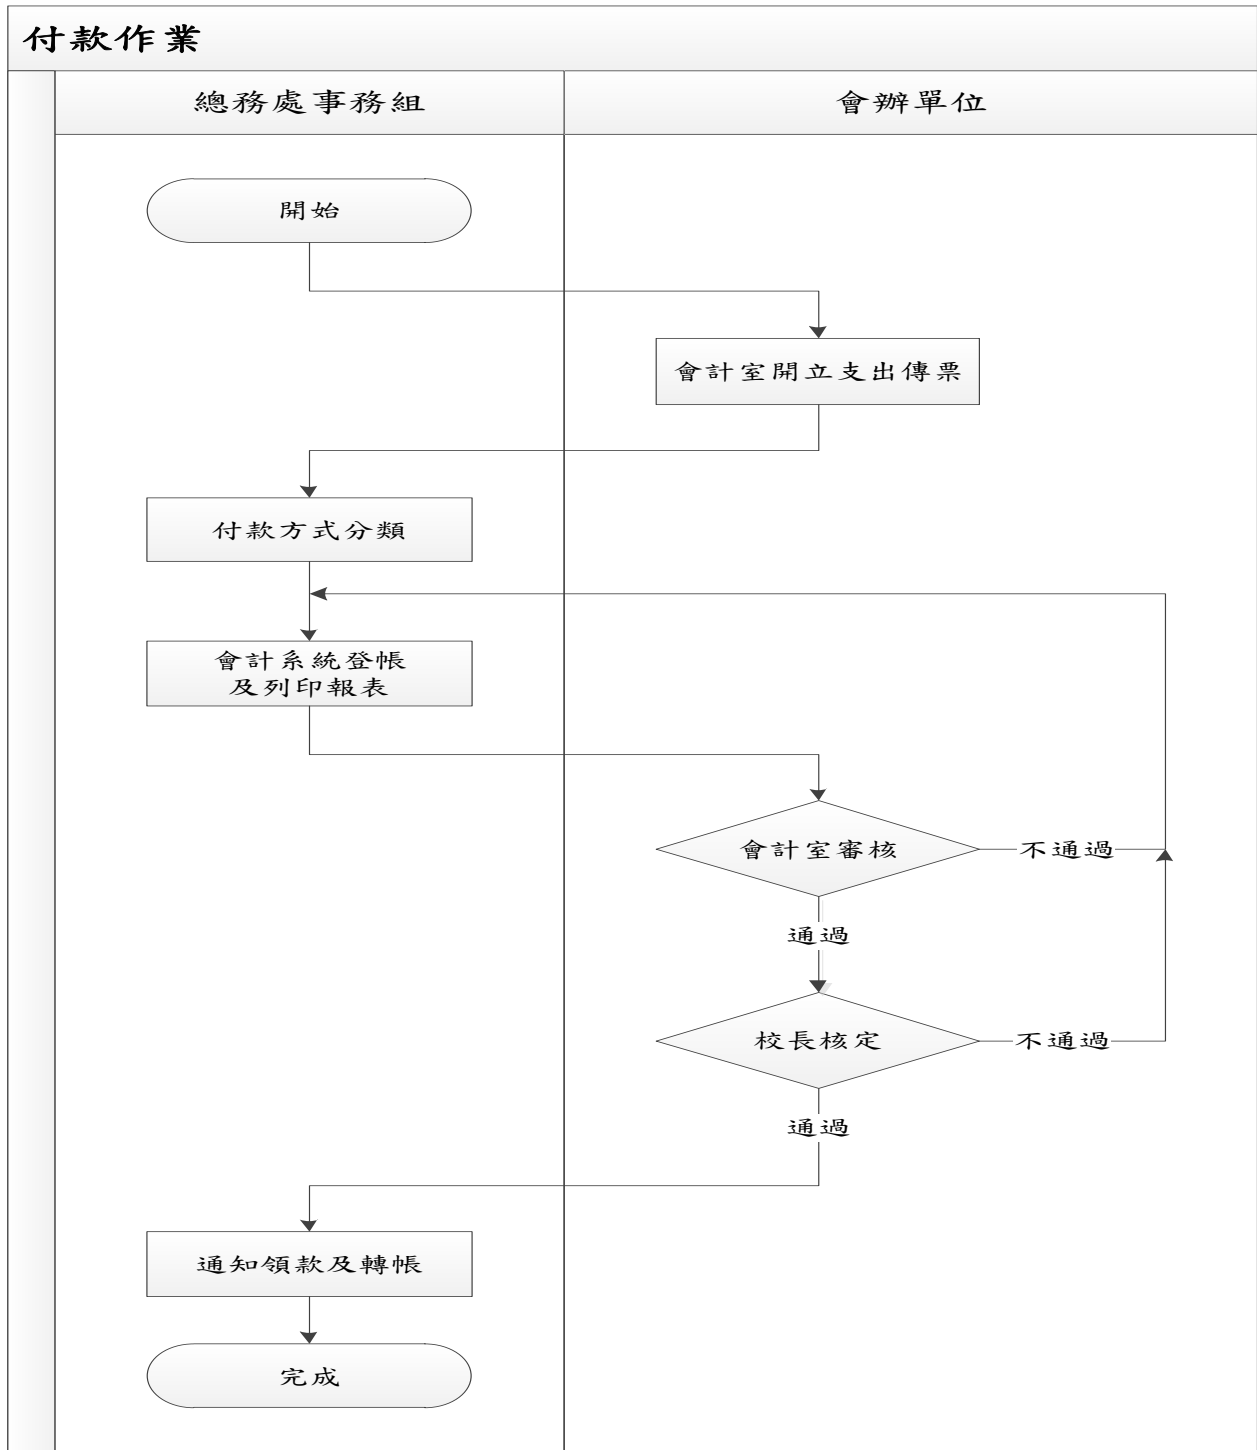 付款作業
總務處事務組
會辦單位
開始
會計室開立支出傳票
付款方式分類
會計系統登帳
及列印報表
會計室審核
不通過
通過
校長核定
不通過
通過
通知領款及轉帳
完成